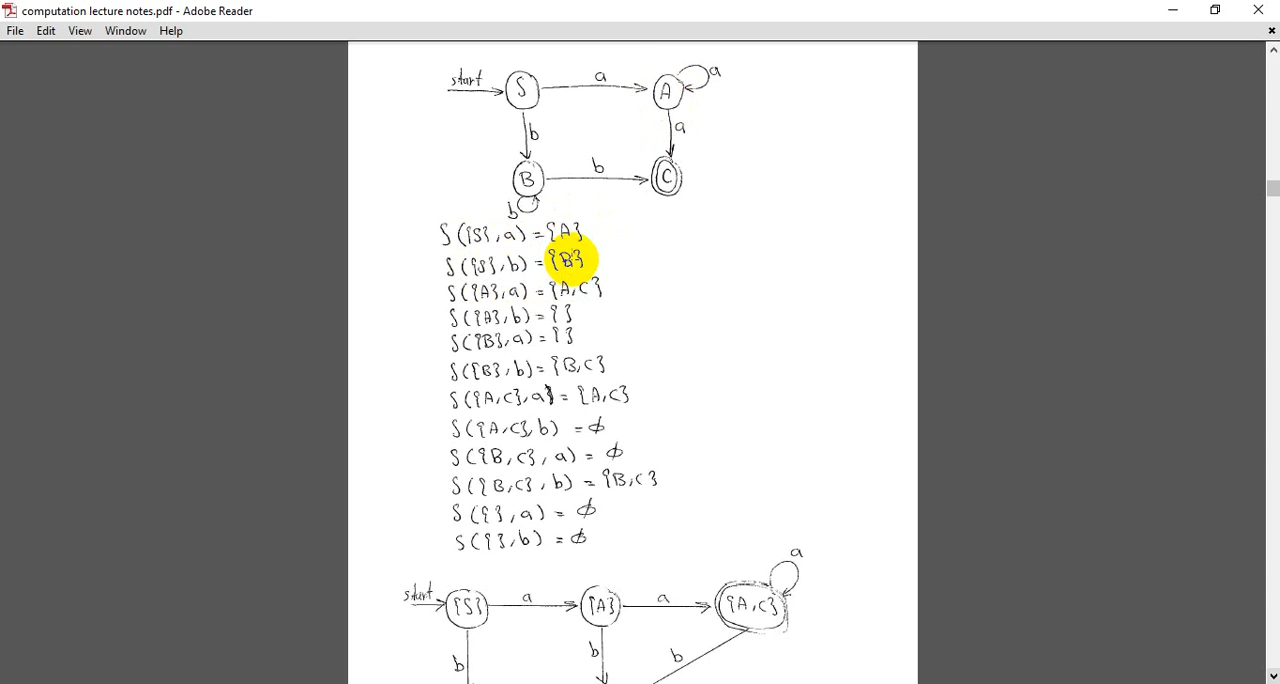 computation lecture notes.pdf - Adobe Reader
File Edit View Window Help
start S a A a
b a
B b C
b
δ({S}, a) = {A}
δ({S}, b) = {B}
δ({A}, a) = {A, C}
δ({A}, b) = { }
δ({B}, a) = { }
δ({B}, b) = {B, C}
δ({A, C}, a) = {A, C}
δ({A, C}, b) = ϕ
δ({B, C}, a) = ϕ
δ({B, C}, b) = {B, C}
δ({ }, a) = ϕ
δ({ }, b) = ϕ
a
start {S} a {A} a {A, C}
b b b